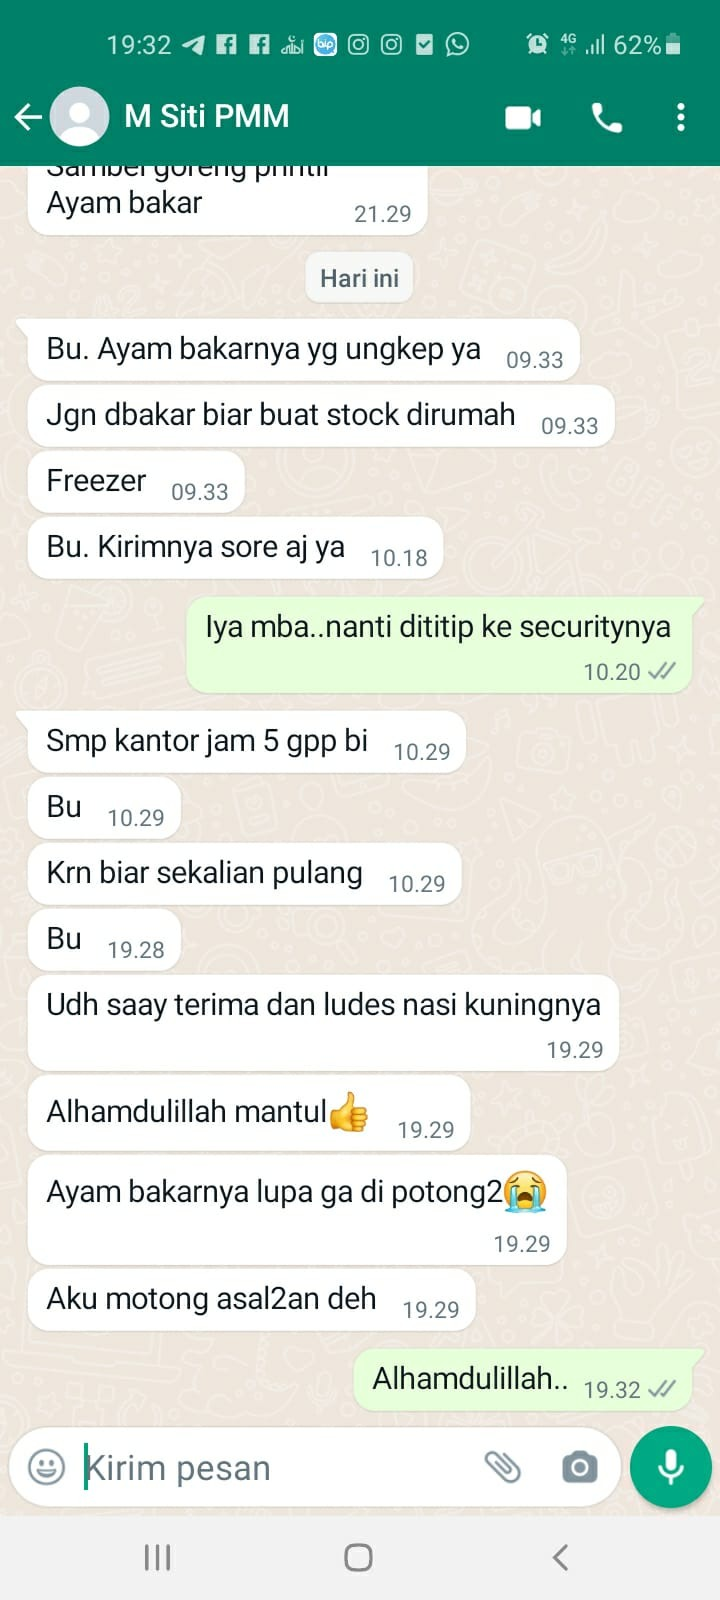 19:32
4G
62%
M Siti PMM
Sambel goreng printil
Ayam bakar
21.29
Hari ini
Bu. Ayam bakarnya yg ungkep ya 09.33
Jgn dbakar biar buat stock dirumah 09.33
Freezer 09.33
Bu. Kirimnya sore aj ya 10.18
Iya mba..nanti dititip ke securitynya
10.20
Smp kantor jam 5 gpp bi 10.29
Bu 10.29
Krn biar sekalian pulang 10.29
Bu 19.28
Udh saay terima dan ludes nasi kuningnya
19.29
Alhamdulillah mantul👍 19.29
Ayam bakarnya lupa ga di potong2😭
19.29
Aku motong asal2an deh 19.29
Alhamdulillah.. 19.32
Kirim pesan